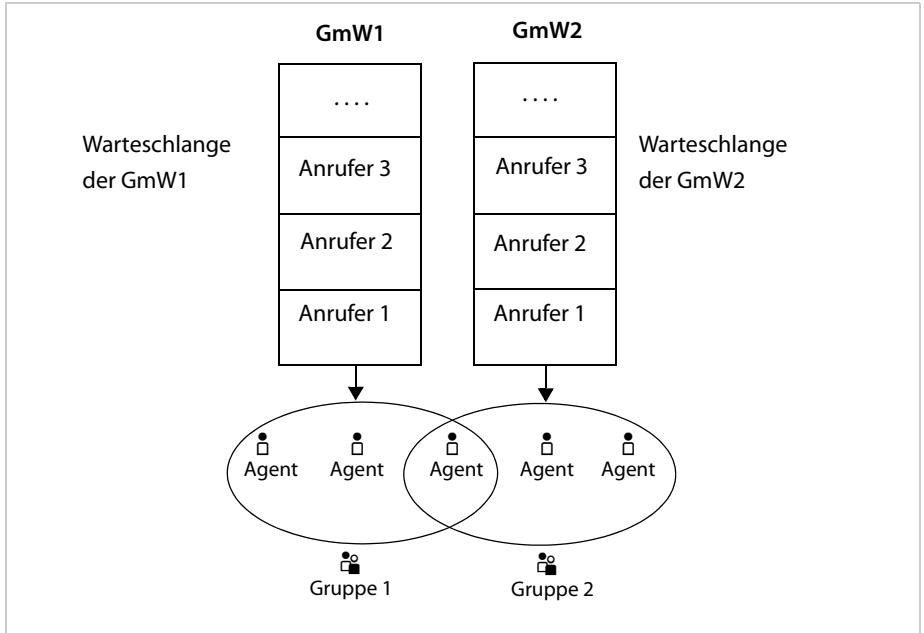 GmW1
GmW2
....
....
Warteschlange
der GmW1
Anrufer 3
Anrufer 3
Warteschlange
der GmW2
Anrufer 2
Anrufer 2
Anrufer 1
Anrufer 1
Agent
Agent
Agent
Agent
Agent
Gruppe 1
Gruppe 2